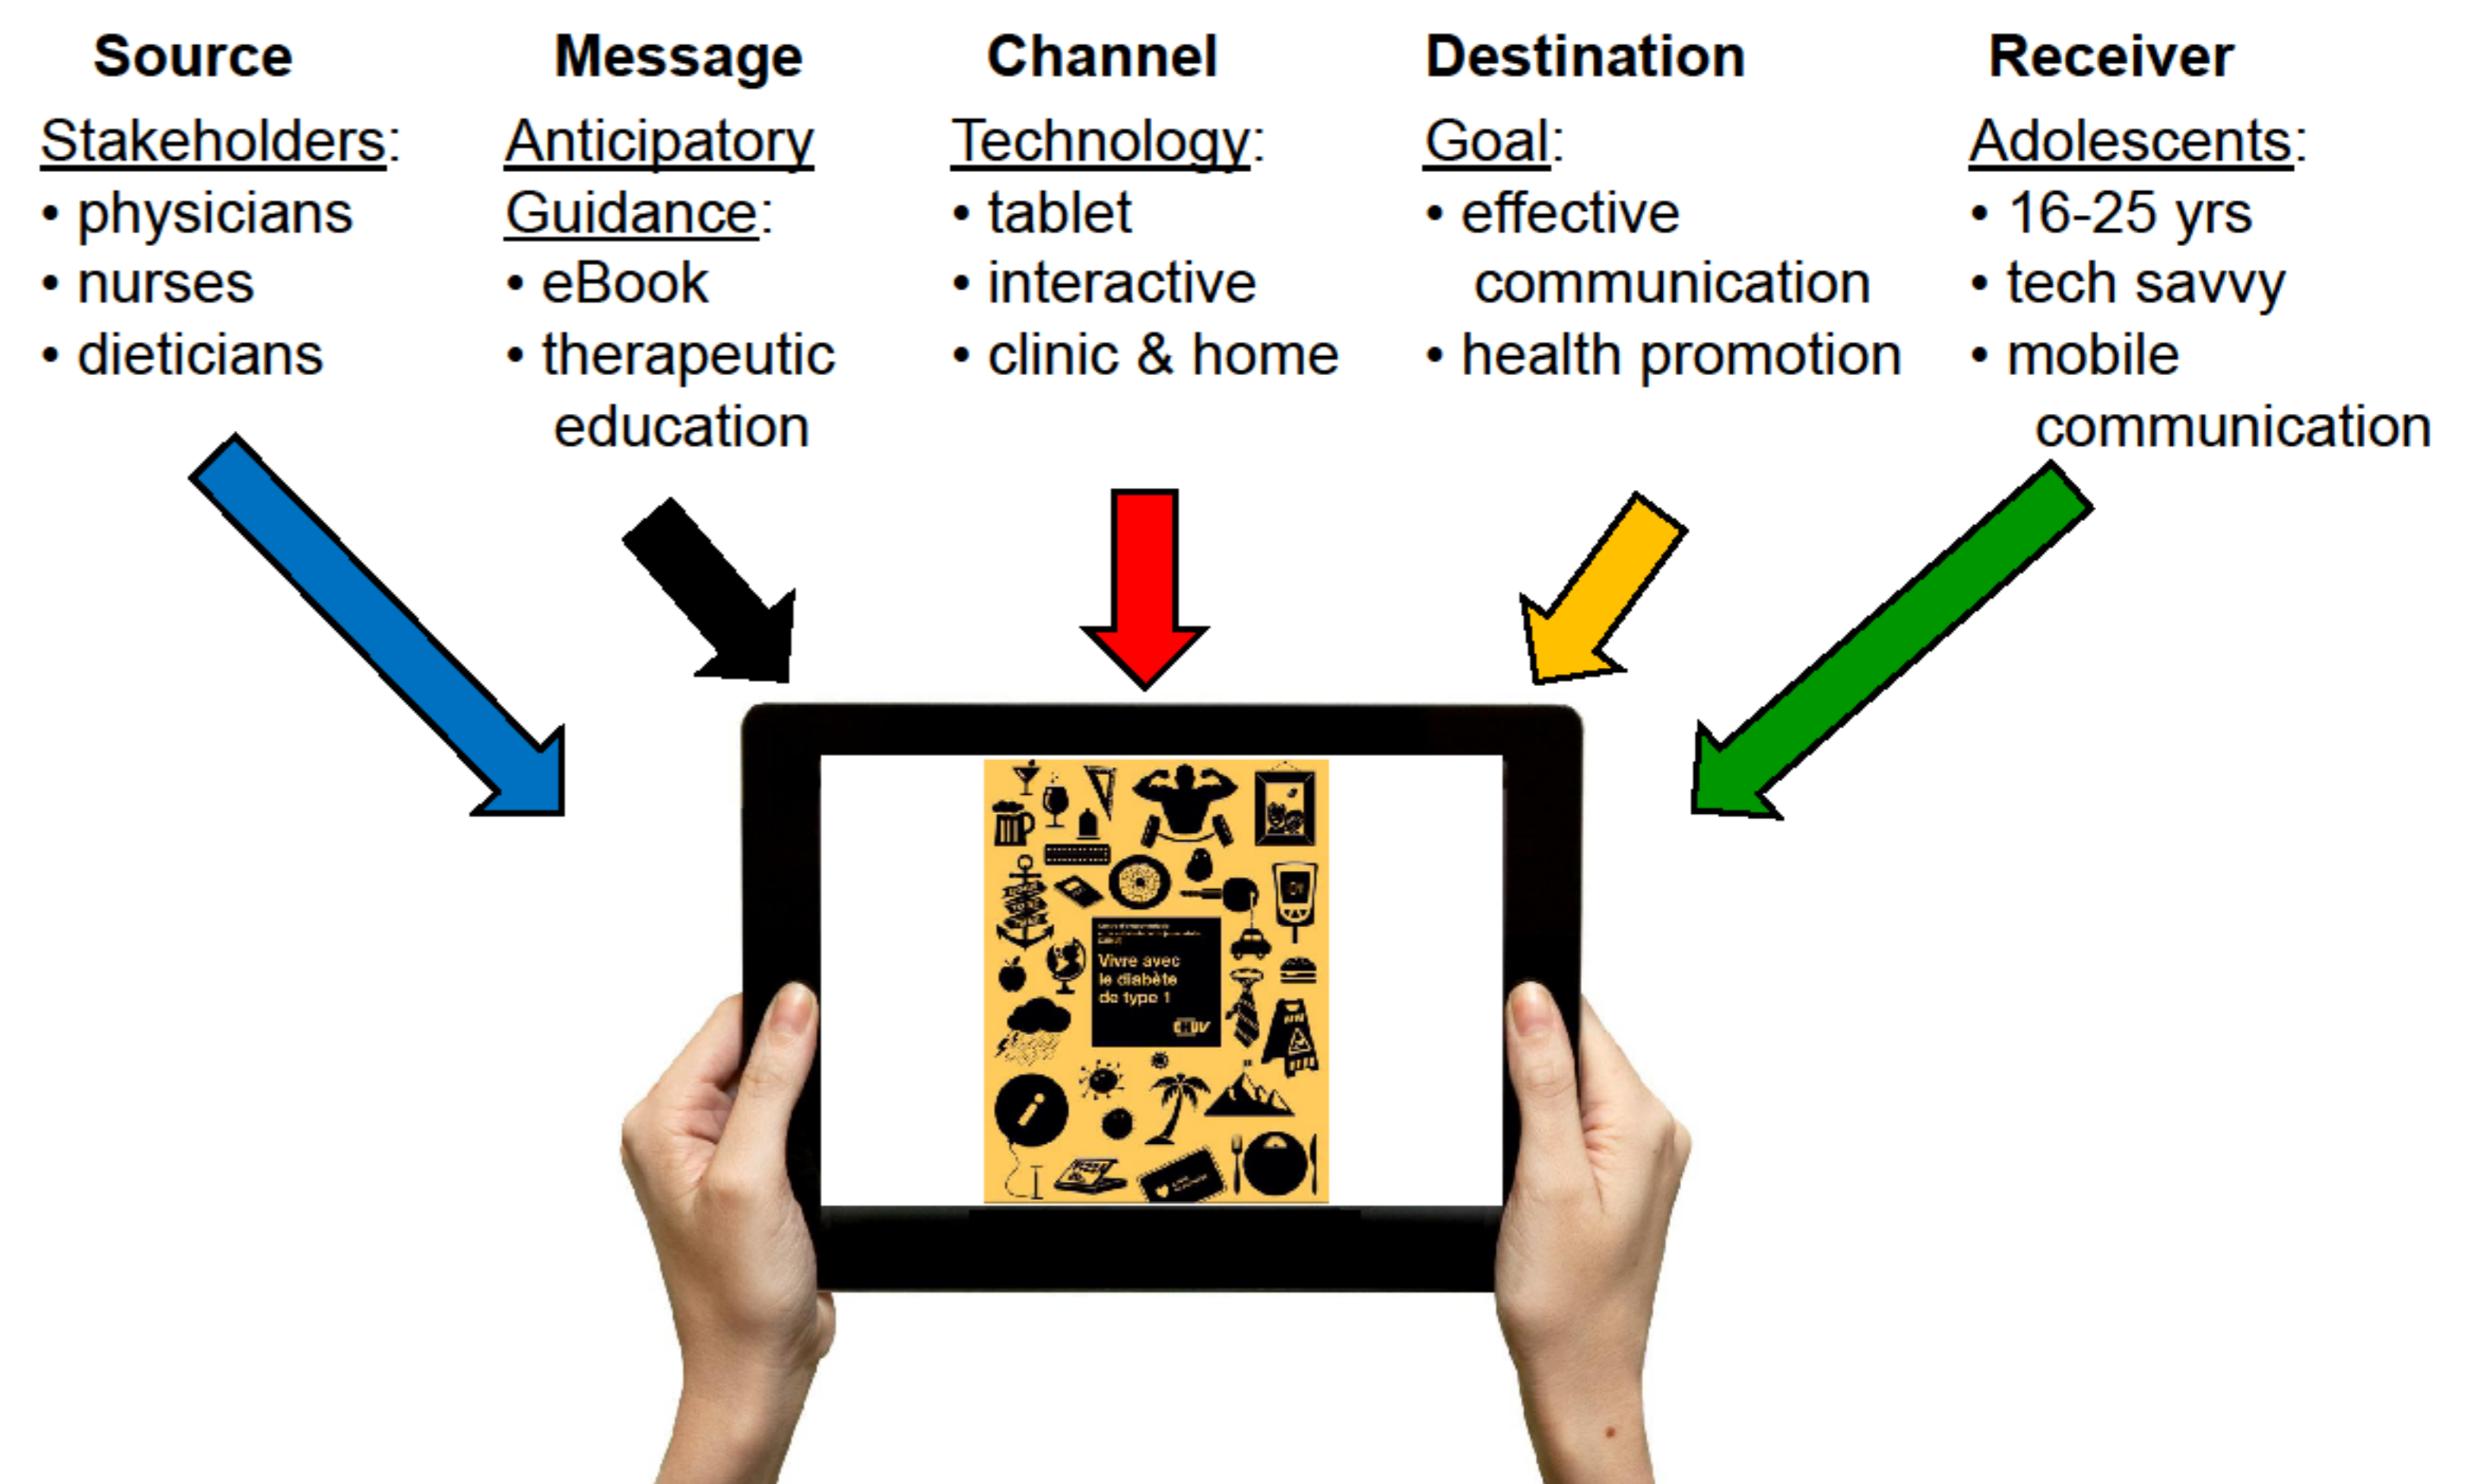 Source
Stakeholders:
• physicians
• nurses
• dieticians
Message
Anticipatory
Guidance:
• eBook
• therapeutic
education
Channel
Technology:
• tablet
• interactive
• clinic & home
Destination
Goal:
• effective
communication
• health promotion
Receiver
Adolescents:
• 16-25 yrs
• tech savvy
• mobile
communication
Vivre avec
le diabète
de type 1